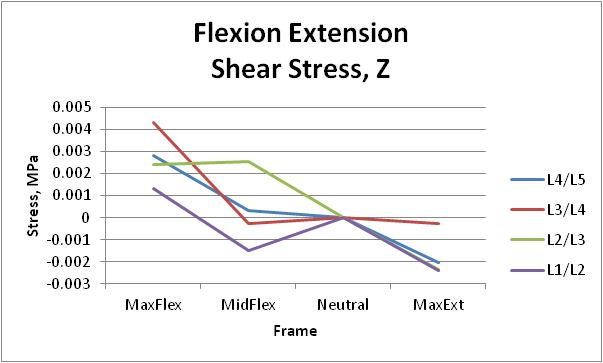 Flexion Extension
Shear Stress, Z
Stress, MPa
0.005
0.004
0.003
0.002
0.001
0
-0.001
-0.002
-0.003
MaxFlex MidFlex Neutral MaxExt
Frame
L4/L5
L3/L4
L2/L3
L1/L2